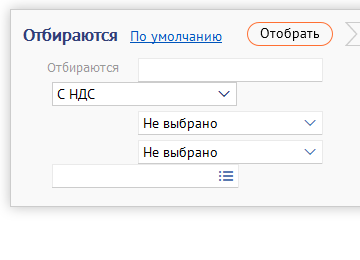 Отбираются По умолчанию Отобрать
Отбираются
С НДС
Не выбрано
Не выбрано